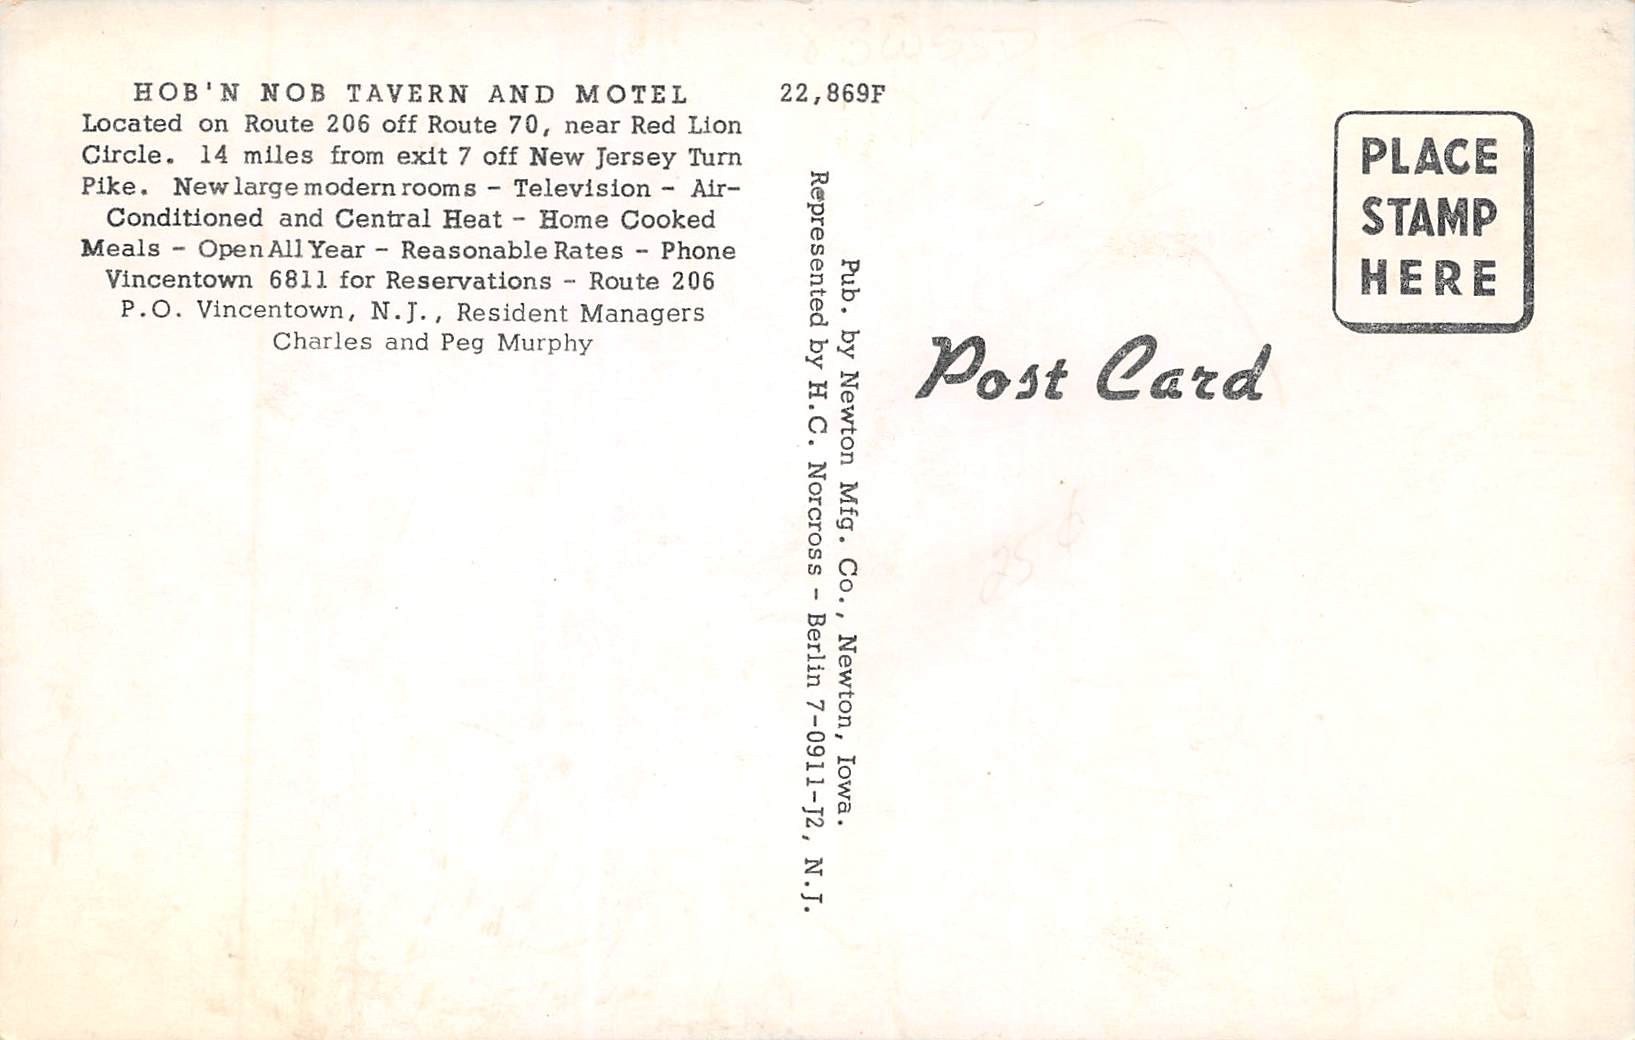 HOB'N NOB TAVERN AND MOTEL
Located on Route 206 off Route 70, near Red Lion
Circle. 14 miles from exit 7 off New Jersey Turn
Pike. New large modern rooms - Television - Air-
Conditioned and Central Heat - Home Cooked
Meals - Open All Year - Reasonable Rates - Phone
Vincentown 6811 for Reservations - Route 206
P.O. Vincentown, N.J., Resident Managers
Charles and Peg Murphy
22,869F
Pub. by Newton Mfg. Co., Newton, Iowa.
Represented by H.C. Norcross - Berlin 7-0911-J2, N.J.
Post Card
PLACE
STAMP
HERE
25¢